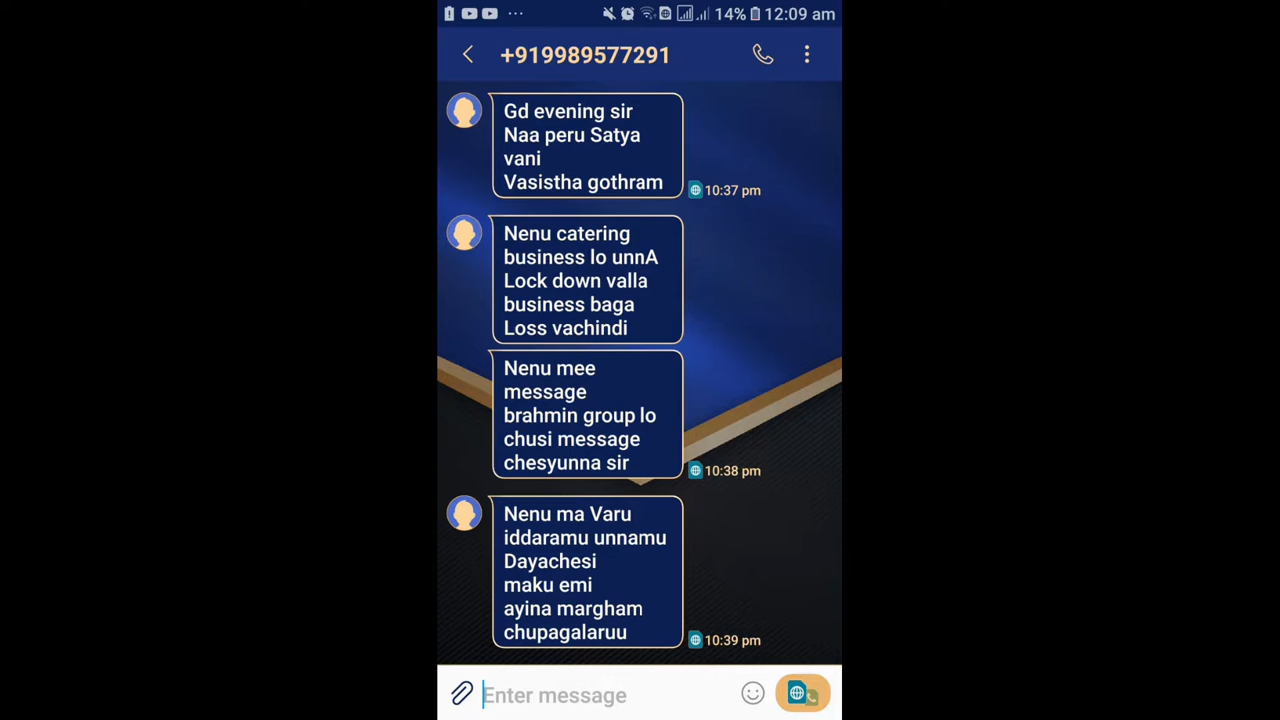 14% 12:09 am
+919989577291
Gd evening sir
Naa peru Satya
vani
Vasistha gothram
10:37 pm
Nenu catering
business lo unnA
Lock down valla
business baga
Loss vachindi
Nenu mee
message
brahmin group lo
chusi message
chesyunna sir
10:38 pm
Nenu ma Varu
iddaramu unnamu
Dayachesi
maku emi
ayina margham
chupagalaruu
10:39 pm
Enter message